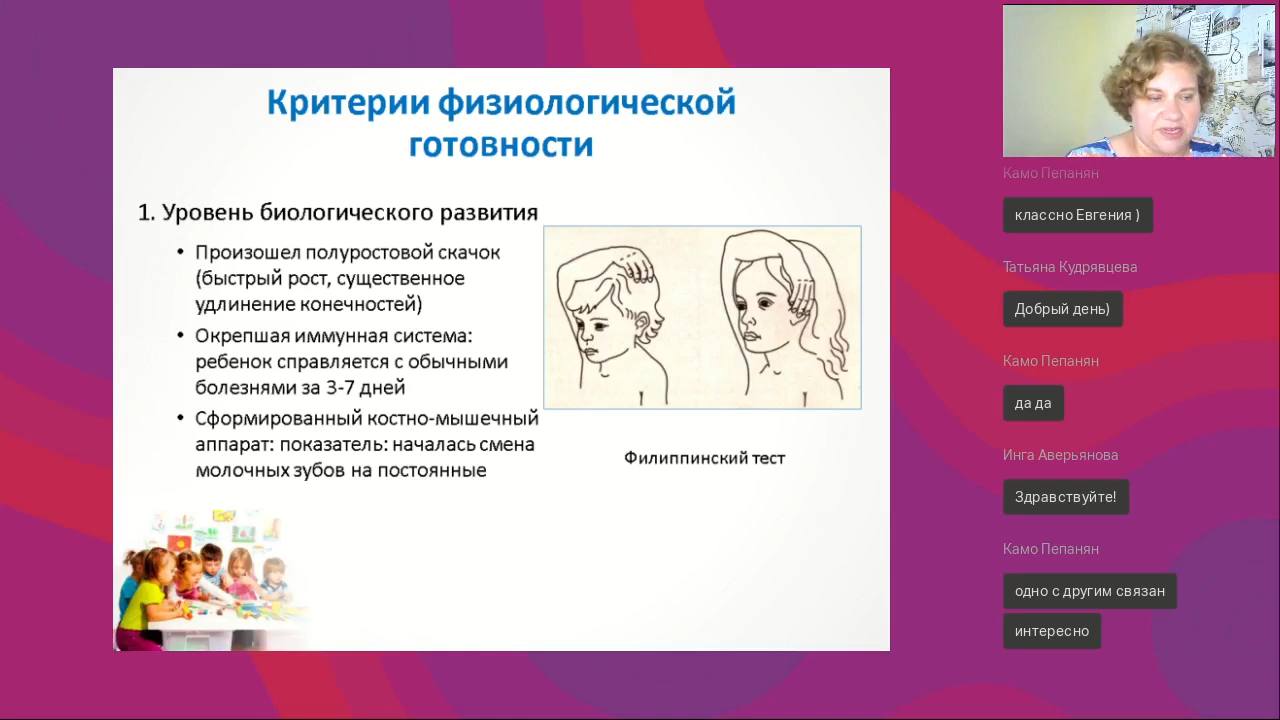 Критерии физиологической
готовности
1. Уровень биологического развития
• Произошел полуростовой скачок
(быстрый рост, существенное
удлинение конечностей)
• Окрепшая иммунная система:
ребенок справляется с обычными
болезнями за 3-7 дней
• Сформированный костно-мышечный
аппарат: показатель: началась смена
молочных зубов на постоянные
Филиппинский тест
Камо Пепанян
классно Евгения )
Татьяна Кудрявцева
Добрый день)
Камо Пепанян
да да
Инга Аверьянова
Здравствуйте!
Камо Пепанян
одно с другим связан
интересно